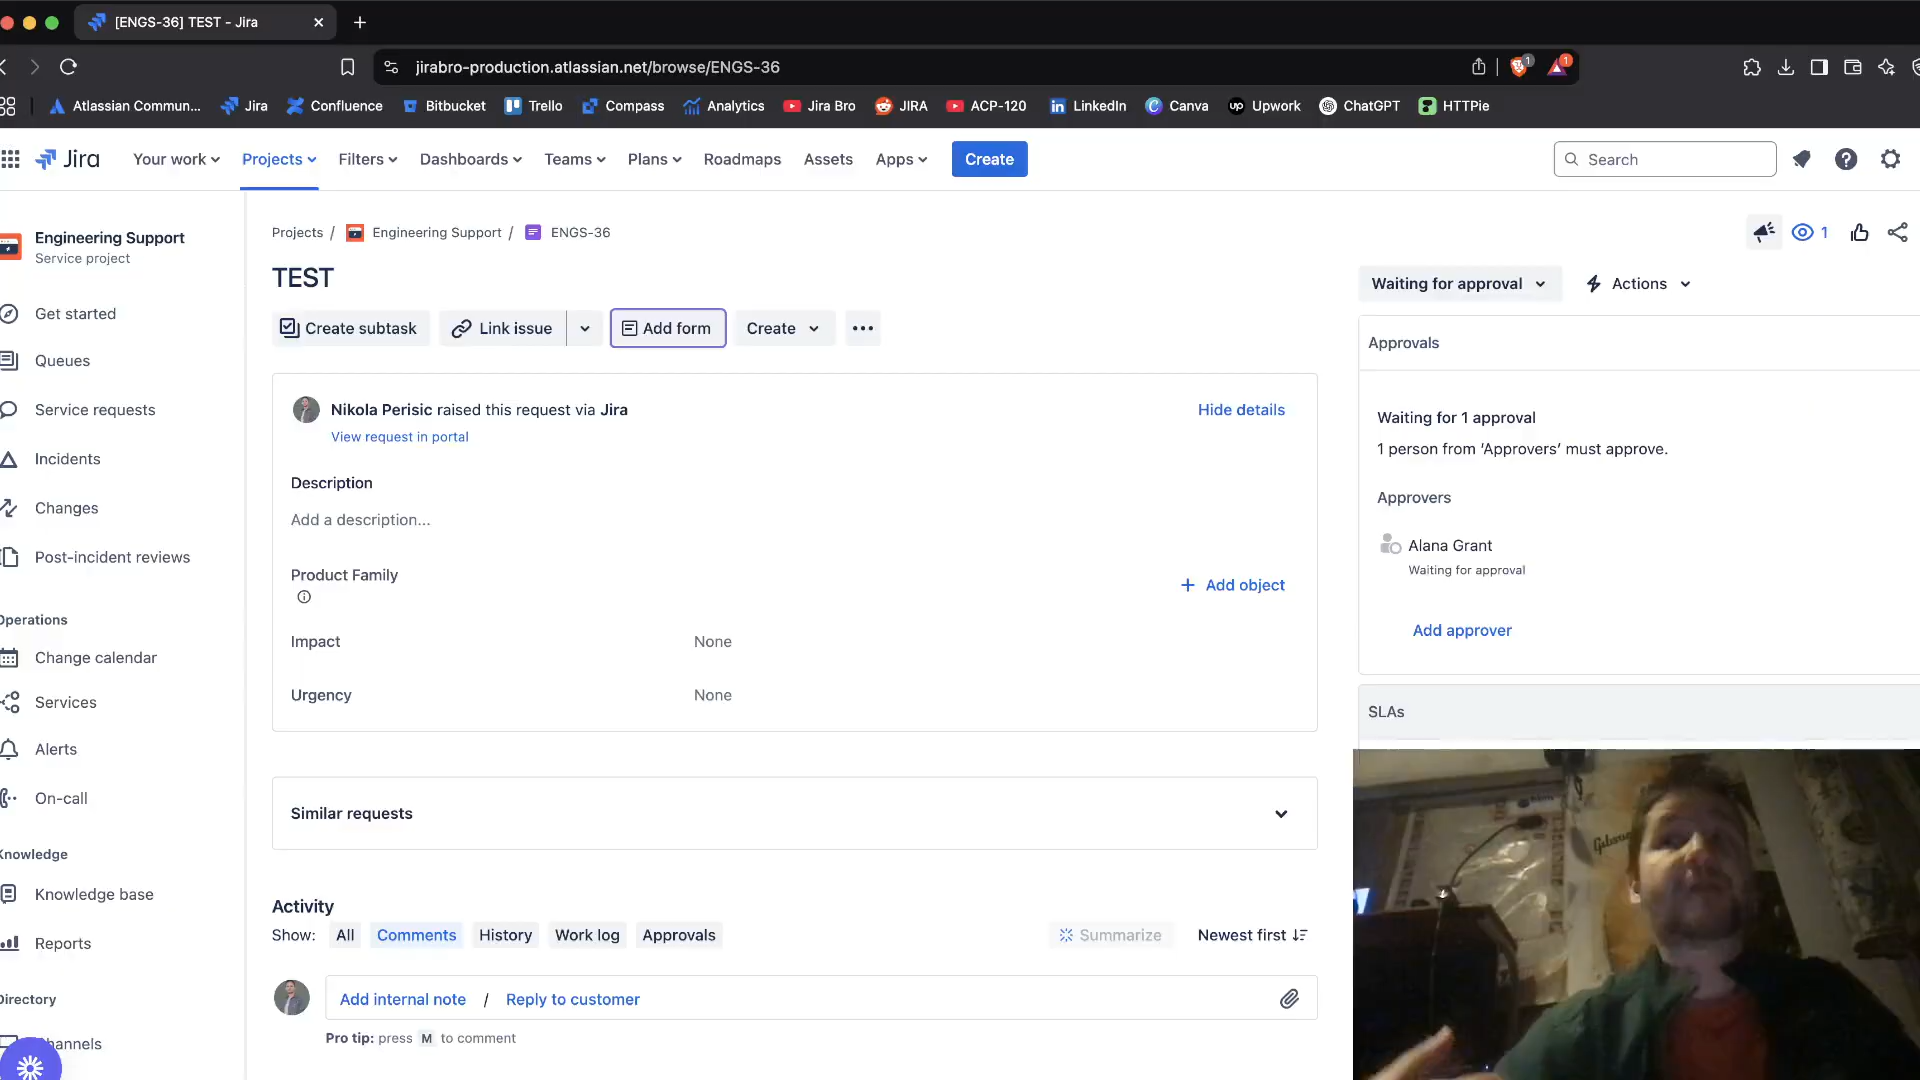 [ENGS-36] TEST - Jira
jirabro-production.atlassian.net/browse/ENGS-36
1
1
Atlassian Commun...
Jira
Confluence
Bitbucket
Trello
Compass
Analytics
Jira Bro
JIRA
ACP-120
LinkedIn
Canva
Upwork
ChatGPT
HTTPie
Jira
Your work
Projects
Filters
Dashboards
Teams
Plans
Roadmaps
Assets
Apps
Create
Search
Engineering Support
Service project
Get started
Queues
Service requests
Incidents
Changes
Post-incident reviews
Operations
Change calendar
Services
Alerts
On-call
Knowledge
Knowledge base
Reports
Directory
Channels
Projects / Engineering Support / ENGS-36
TEST
Create subtask
Link issue
Add form
Create
Nikola Perisic raised this request via Jira
Hide details
View request in portal
Description
Add a description...
Product Family
+ Add object
Impact
None
Urgency
None
Similar requests
Activity
Show:
All
Comments
History
Work log
Approvals
Summarize
Newest first
Add internal note / Reply to customer
Pro tip: press M to comment
1
Waiting for approval
Actions
Approvals
Waiting for 1 approval
1 person from ‘Approvers’ must approve.
Approvers
Alana Grant
Waiting for approval
Add approver
SLAs